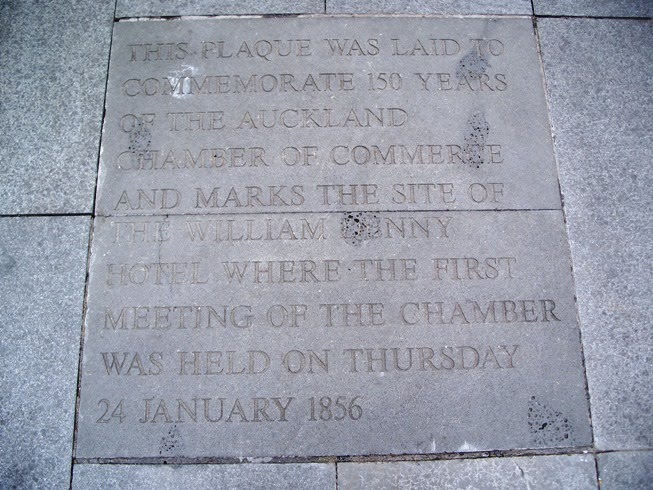 THIS PLAQUE WAS LAID TO
COMMEMORATE 150 YEARS
OF THE AUCKLAND
CHAMBER OF COMMERCE
AND MARKS THE SITE OF
THE WILLIAM DENNY
HOTEL WHERE THE FIRST
MEETING OF THE CHAMBER
WAS HELD ON THURSDAY
24 JANUARY 1856